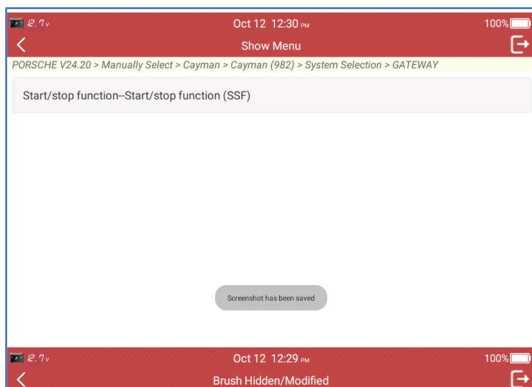 12.7v Oct 12 12:30 PM 100%
Show Menu
PORSCHE V24.20 > Manually Select > Cayman > Cayman (982) > System Selection > GATEWAY
Start/stop function--Start/stop function (SSF)
Screenshot has been saved
12.7v Oct 12 12:29 PM 100%
Brush Hidden/Modified